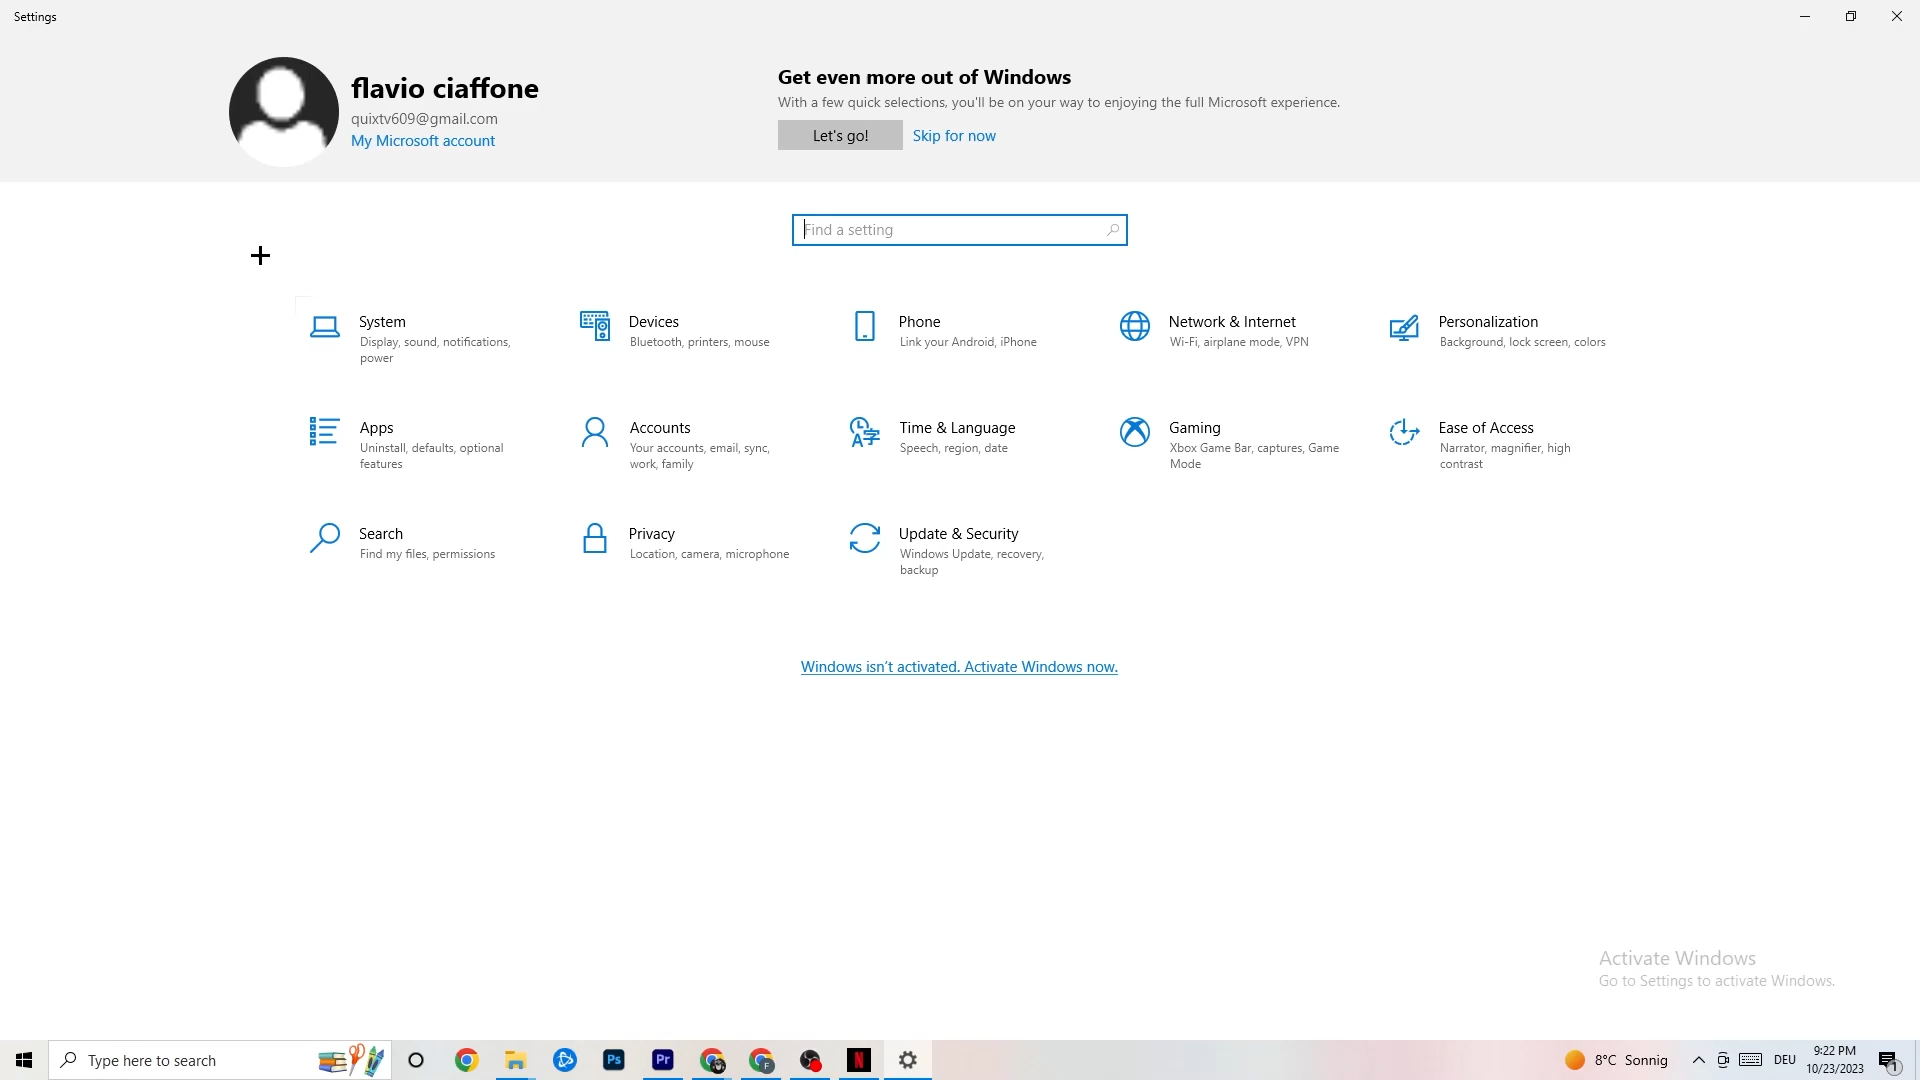 Settings
flavio ciaffone
quixtv609@gmail.com
My Microsoft account
Get even more out of Windows
With a few quick selections, you'll be on your way to enjoying the full Microsoft experience.
Let's go!
Skip for now
Find a setting
System
Display, sound, notifications,
power
Devices
Bluetooth, printers, mouse
Phone
Link your Android, iPhone
Network & Internet
Wi-Fi, airplane mode, VPN
Personalization
Background, lock screen, colors
Apps
Uninstall, defaults, optional
features
Accounts
Your accounts, email, sync,
work, family
Time & Language
Speech, region, date
Gaming
Xbox Game Bar, captures, Game
Mode
Ease of Access
Narrator, magnifier, high
contrast
Search
Find my files, permissions
Privacy
Location, camera, microphone
Update & Security
Windows Update, recovery,
backup
Windows isn't activated. Activate Windows now.
Activate Windows
Go to Settings to activate Windows.
Type here to search
Ps
Pr
F
N
8°C Sonnig
DEU
9:22 PM
10/23/2023
1